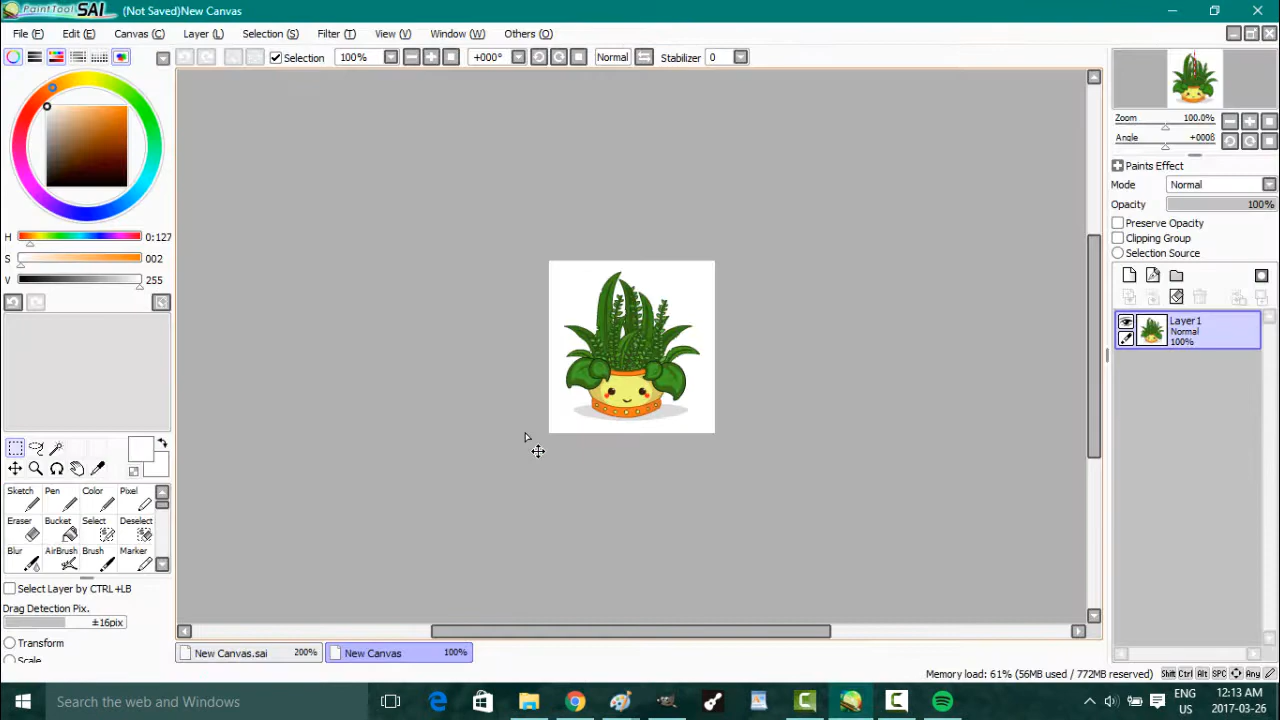 PaintTool SAI (Not Saved)New Canvas
File (F) Edit (E) Canvas (C) Layer (L) Selection (S) Filter (T) View (V) Window (W) Others (O)
Selection 100% +000° Normal Stabilizer 0
Zoom 100.0%
Angle +000θ
Paints Effect
Mode Normal
Opacity 100%
Preserve Opacity
Clipping Group
Selection Source
H 0:127
S 002
V 255
Layer1
Normal
100%
Sketch Pen Color Pixel
Eraser Bucket Select Deselect
Blur AirBrush Brush Marker
Select Layer by CTRL+LB
Drag Detection Pix.
±16pix
Transform
Scale
New Canvas.sai 200% New Canvas 100%
Memory load: 61% (56MB used / 772MB reserved) Shift Ctrl Alt SPC Any
Search the web and Windows
ENG
US
12:13 AM
2017-03-26